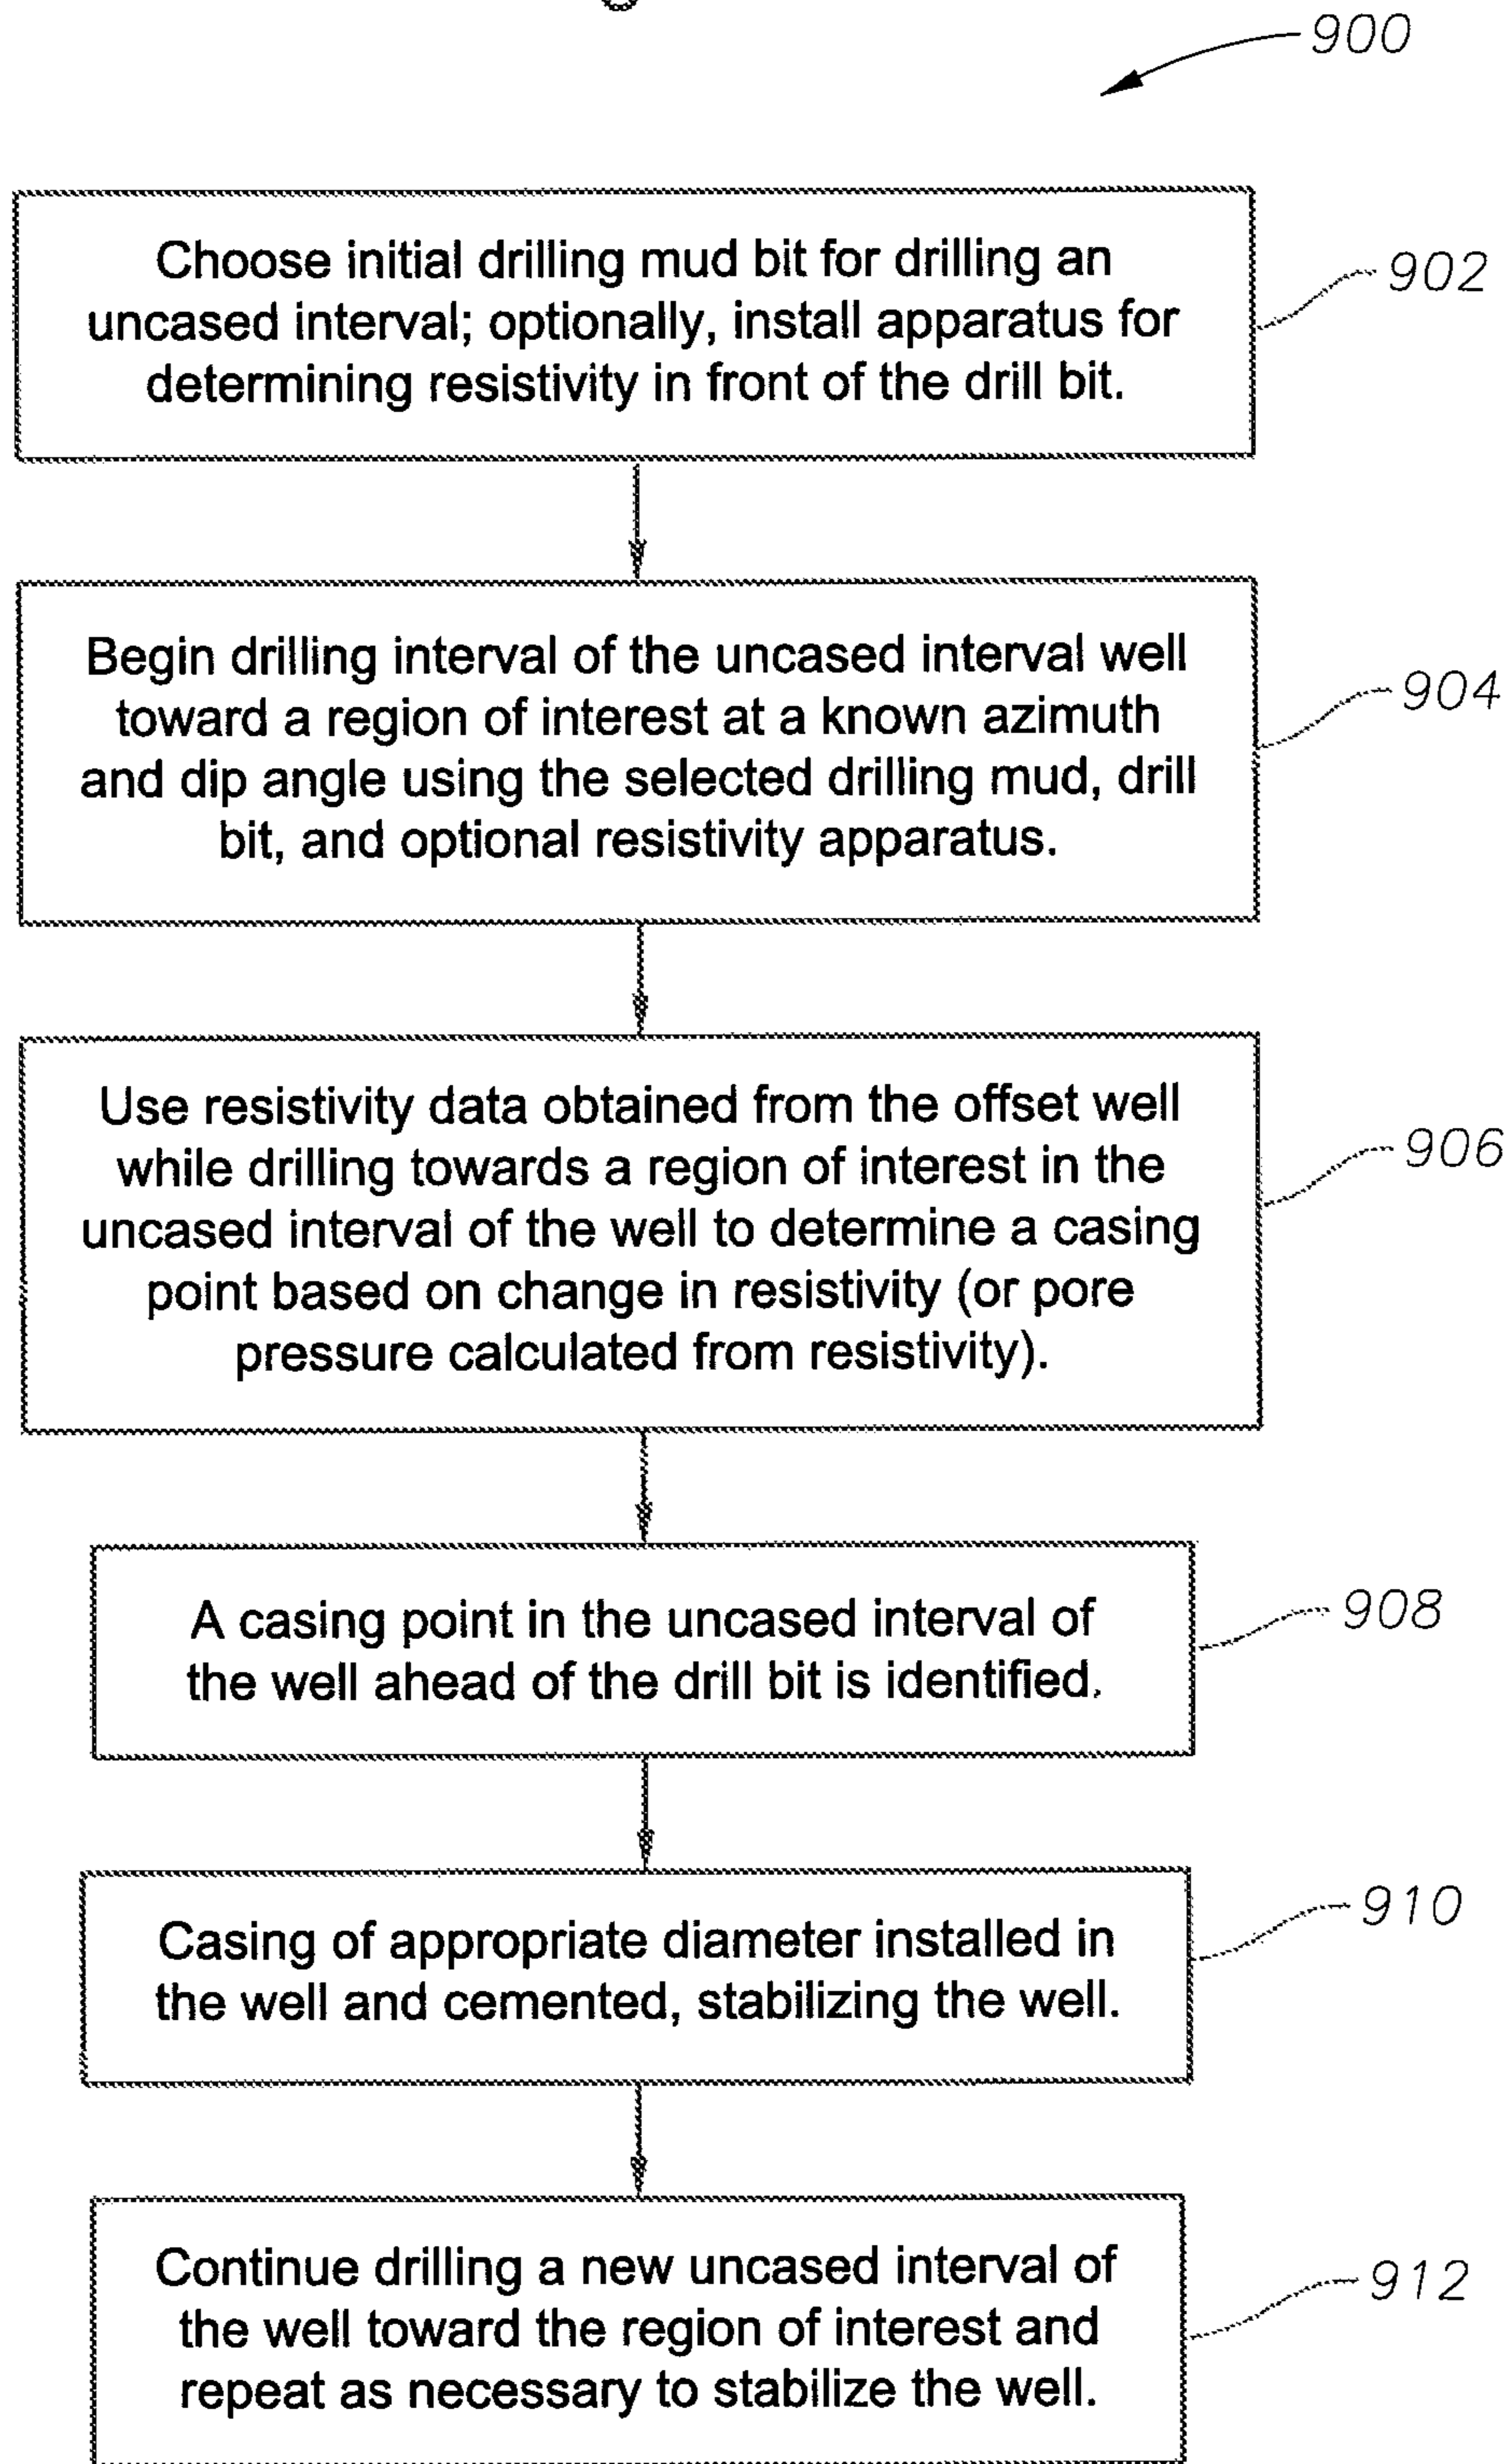 900
Choose initial drilling mud bit for drilling an
uncased interval; optionally, install apparatus for
determining resistivity in front of the drill bit.
902
Begin drilling interval of the uncased interval well
toward a region of interest at a known azimuth
and dip angle using the selected drilling mud, drill
bit, and optional resistivity apparatus.
904
Use resistivity data obtained from the offset well
while drilling towards a region of interest in the
uncased interval of the well to determine a casing
point based on change in resistivity (or pore
pressure calculated from resistivity).
906
A casing point in the uncased interval of
the well ahead of the drill bit is identified.
908
Casing of appropriate diameter installed in
the well and cemented, stabilizing the well.
910
Continue drilling a new uncased interval of
the well toward the region of interest and
repeat as necessary to stabilize the well.
912